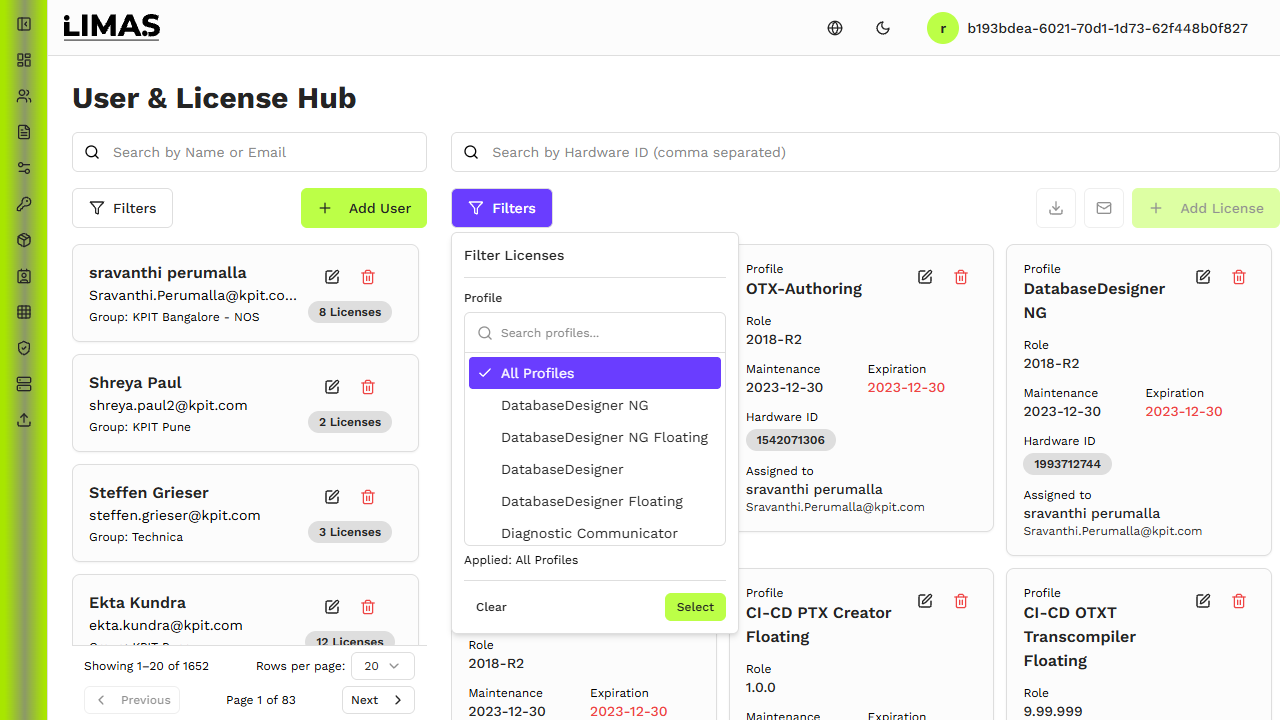 LIMAS
r
b193bdea-6021-70d1-1d73-62f448b0f827
User & License Hub
Search by Name or Email
Search by Hardware ID (comma separated)
Filters
Add User
Filters
Add License
sravanthi perumalla
Sravanthi.Perumalla@kpit.co...
Group: KPIT Bangalore - NOS
8 Licenses
Shreya Paul
shreya.paul2@kpit.com
Group: KPIT Pune
2 Licenses
Steffen Grieser
steffen.grieser@kpit.com
Group: Technica
3 Licenses
Ekta Kundra
ekta.kundra@kpit.com
12 Licenses
Showing 1–20 of 1652
Rows per page:
20
Previous
Page 1 of 83
Next
Filter Licenses
Profile
Search profiles...
All Profiles
DatabaseDesigner NG
DatabaseDesigner NG Floating
DatabaseDesigner
DatabaseDesigner Floating
Diagnostic Communicator
Applied: All Profiles
Clear
Select
Role
2018-R2
Maintenance
2023-12-30
Expiration
2023-12-30
Profile
OTX-Authoring
Role
2018-R2
Maintenance
2023-12-30
Expiration
2023-12-30
Hardware ID
1542071306
Assigned to
sravanthi perumalla
Sravanthi.Perumalla@kpit.com
Profile
DatabaseDesigner
NG
Role
2018-R2
Maintenance
2023-12-30
Expiration
2023-12-30
Hardware ID
1993712744
Assigned to
sravanthi perumalla
Sravanthi.Perumalla@kpit.com
Profile
CI-CD PTX Creator
Floating
Role
1.0.0
Maintenance
Expiration
Profile
CI-CD OTXT
Transcompiler
Floating
Role
9.99.999